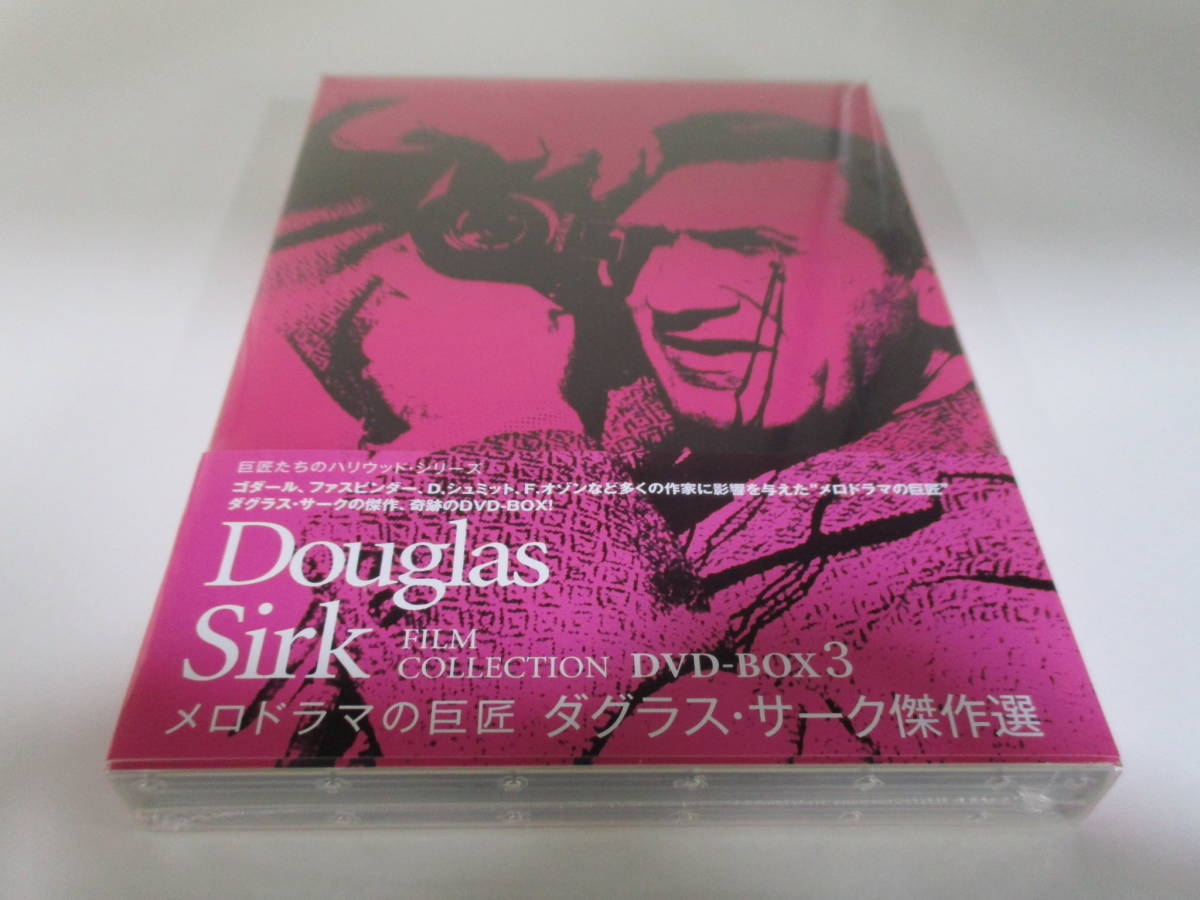 巨匠たちのハリウッド・シリーズ
ゴダール、ファスビンダー、D.シュミット、F.オゾンなど多くの作家に影響を与えた“メロドラマの巨匠”
ダグラス・サークの傑作、奇跡のDVD-BOX!
Douglas
Sirk
FILM
COLLECTION DVD-BOX3
メロドラマの巨匠 ダグラス・サーク傑作選